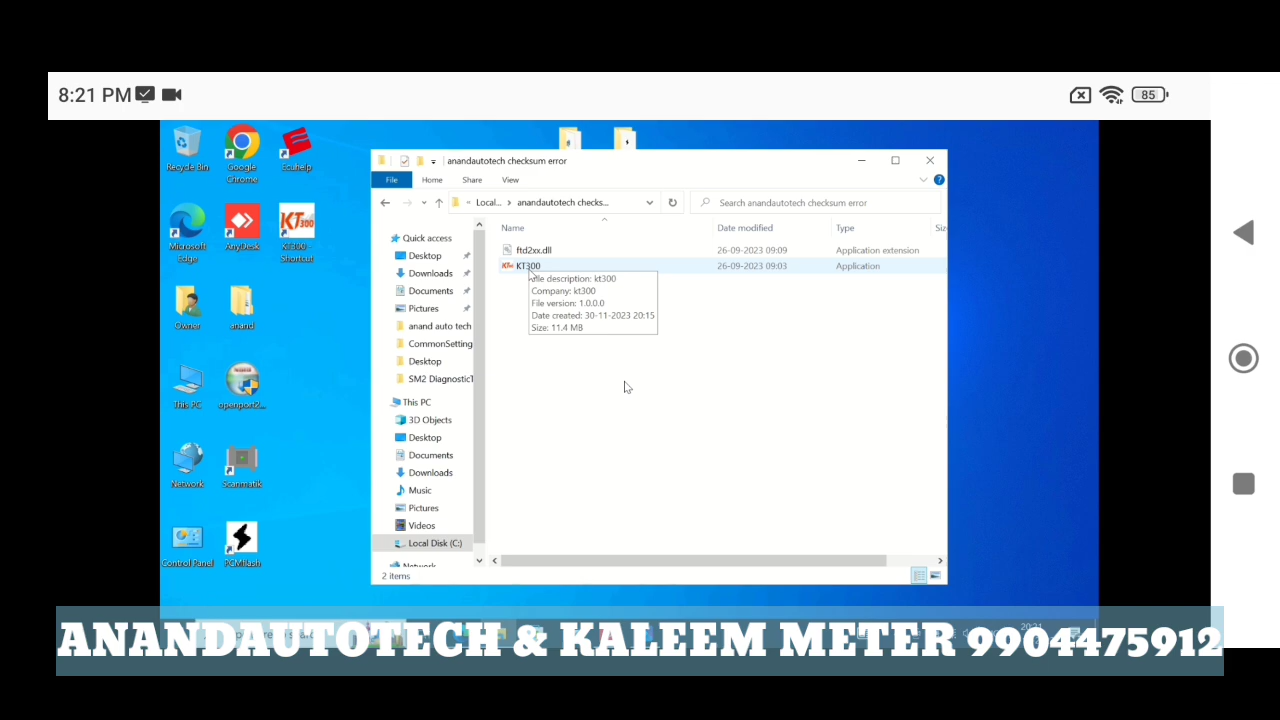 8:21 PM
85
Recycle Bin
Google Chrome
Ecuhelp
Microsoft Edge
AnyDesk
KT300
KT300 - Shortcut
Owner
anand
This PC
openport2...
Network
Scanmatik
Control Panel
PCMflash
anandautotech checksum error
File
Home
Share
View
« Local... > anandautotech checks...
Search anandautotech checksum error
Name
Date modified
Type
Siz
ftd2xx.dll
26-09-2023 09:09
Application extension
KT300
26-09-2023 09:03
Application
File description: kt300
Company: kt300
File version: 1.0.0.0
Date created: 30-11-2023 20:15
Size: 11.4 MB
Quick access
Desktop
Downloads
Documents
Pictures
anand auto tech
CommonSetting
Desktop
SM2 DiagnosticT
This PC
3D Objects
Desktop
Documents
Downloads
Music
Pictures
Videos
Local Disk (C:)
Network
2 items
20:21
ANANDAUTOTECH & KALEEM METER 9904475912